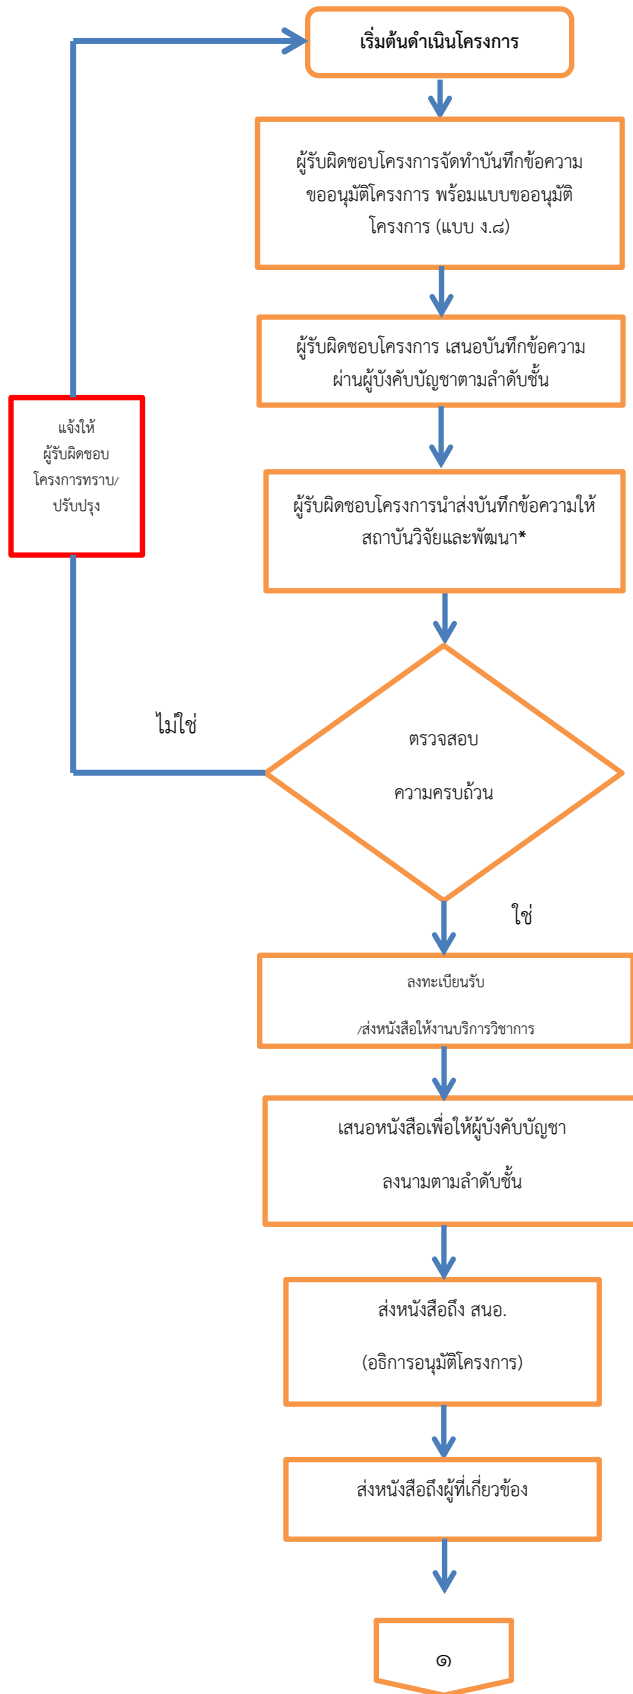 เริ่มต้นดำเนินโครงการ
ผู้รับผิดชอบโครงการจัดทำบันทึกข้อความ
ขออนุมัติโครงการ พร้อมแบบขออนุมัติ
โครงการ (แบบ ง.๘)
ผู้รับผิดชอบโครงการ เสนอบันทึกข้อความ
ผ่านผู้บังคับบัญชาตามลำดับชั้น
แจ้งให้
ผู้รับผิดชอบ
โครงการทราบ/
ปรับปรุง
ผู้รับผิดชอบโครงการนำส่งบันทึกข้อความให้
สถาบันวิจัยและพัฒนา*
ไม่ใช่
ตรวจสอบ
ความครบถ้วน
ใช่
ลงทะเบียนรับ
/ส่งหนังสือให้งานบริการวิชาการ
เสนอหนังสือเพื่อให้ผู้บังคับบัญชา
ลงนามตามลำดับชั้น
ส่งหนังสือถึง สนอ.
(อธิการอนุมัติโครงการ)
ส่งหนังสือถึงผู้ที่เกี่ยวข้อง
๑